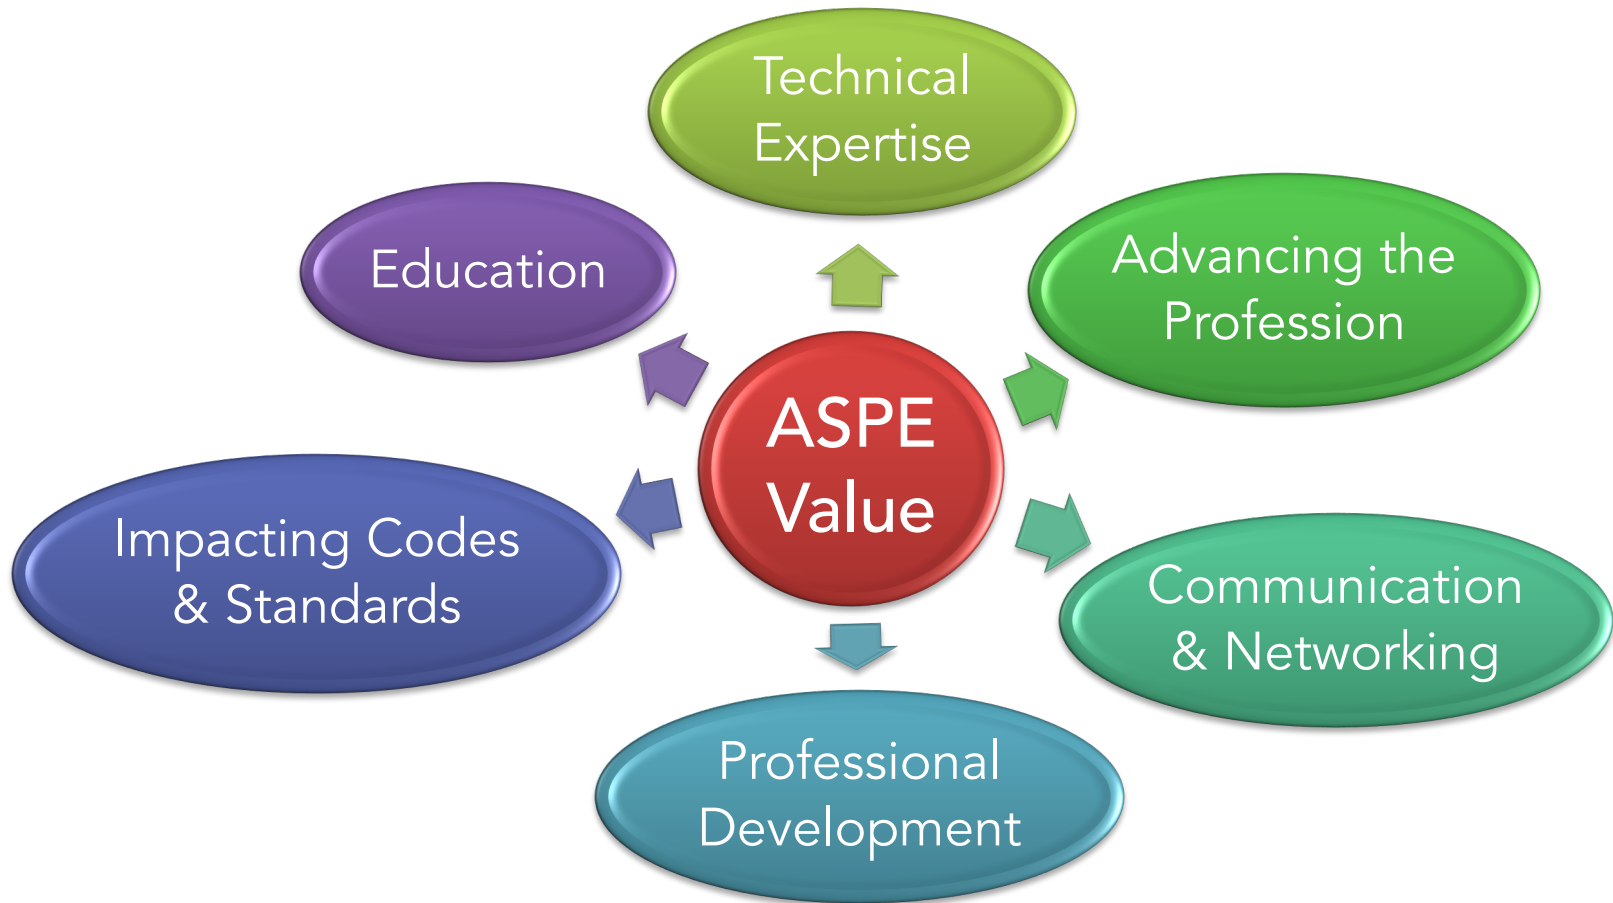 Technical
Expertise
Education
Advancing the
Profession
ASPE
Value
Impacting Codes
& Standards
Communication
& Networking
Professional
Development